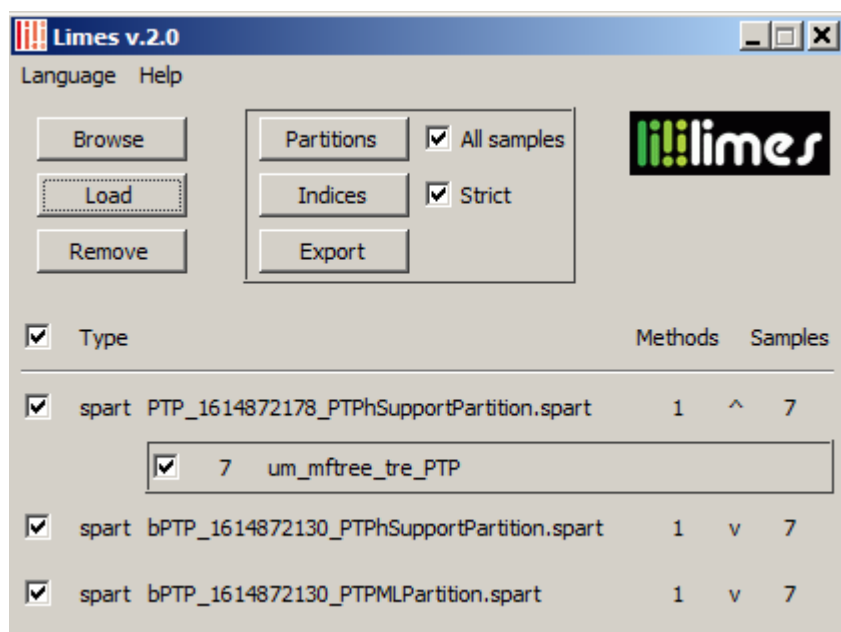 Limes v.2.0
Language Help
Browse Partitions All samples limes
Load Indices Strict
Remove Export
Type Methods Samples
spart PTP_1614872178_PTPhSupportPartition.spart 1 ^ 7
7 um_mftree_tre_PTP
spart bPTP_1614872130_PTPhSupportPartition.spart 1 v 7
spart bPTP_1614872130_PTPMLPartition.spart 1 v 7